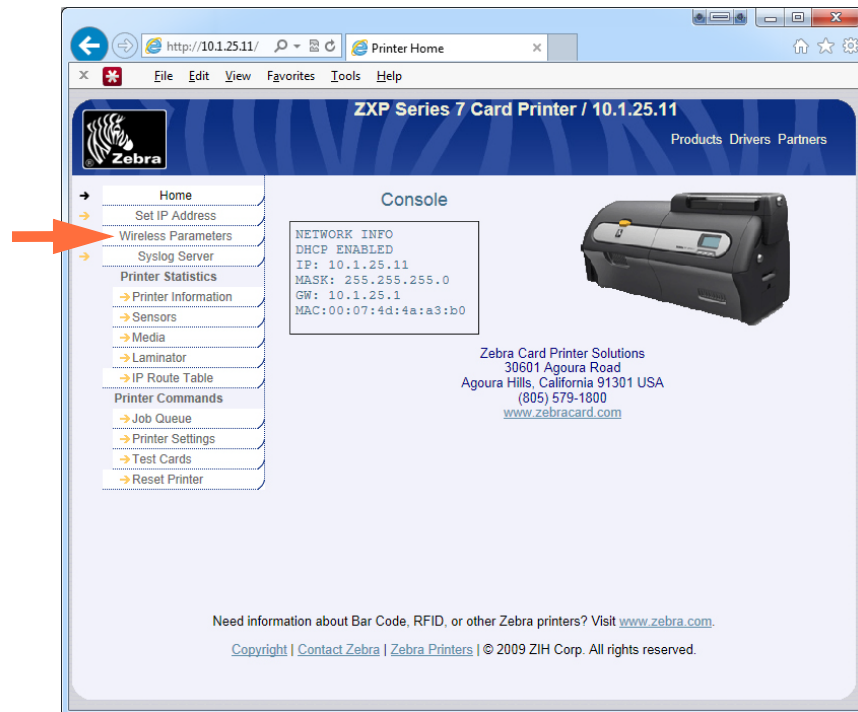 http://10.1.25.11/
Printer Home
File Edit View Favorites Tools Help
ZXP Series 7 Card Printer / 10.1.25.11
Zebra
®
Products Drivers Partners
Home
Set IP Address
Wireless Parameters
Syslog Server
Printer Statistics
Printer Information
Sensors
Media
Laminator
IP Route Table
Printer Commands
Job Queue
Printer Settings
Test Cards
Reset Printer
Console
NETWORK INFO
DHCP ENABLED
IP: 10.1.25.11
MASK: 255.255.255.0
GW: 10.1.25.1
MAC:00:07:4d:4a:a3:b0
Zebra Card Printer Solutions
30601 Agoura Road
Agoura Hills, California 91301 USA
(805) 579-1800
www.zebracard.com
Need information about Bar Code, RFID, or other Zebra printers? Visit www.zebra.com.
Copyright | Contact Zebra | Zebra Printers | © 2009 ZIH Corp. All rights reserved.